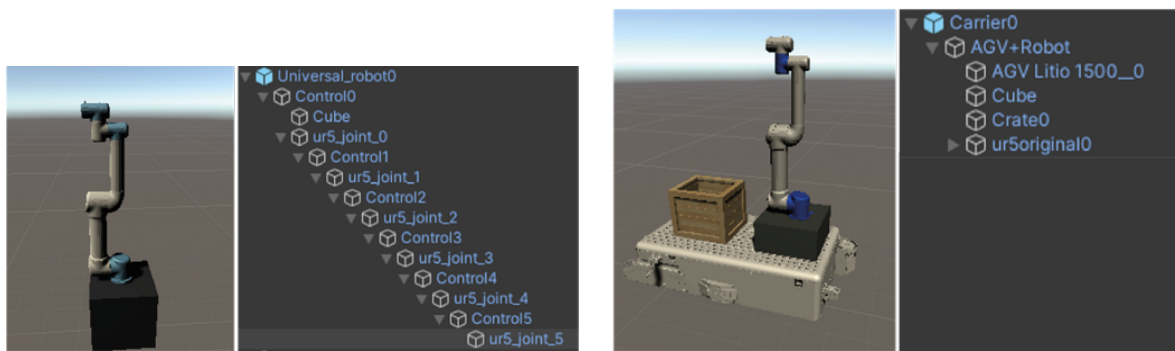 Universal_robot0
Control0
Cube
ur5_joint_0
Control1
ur5_joint_1
Control2
ur5_joint_2
Control3
ur5_joint_3
Control4
ur5_joint_4
Control5
ur5_joint_5
Carrier0
AGV+Robot
AGV Litio 1500__0
Cube
Crate0
ur5original0